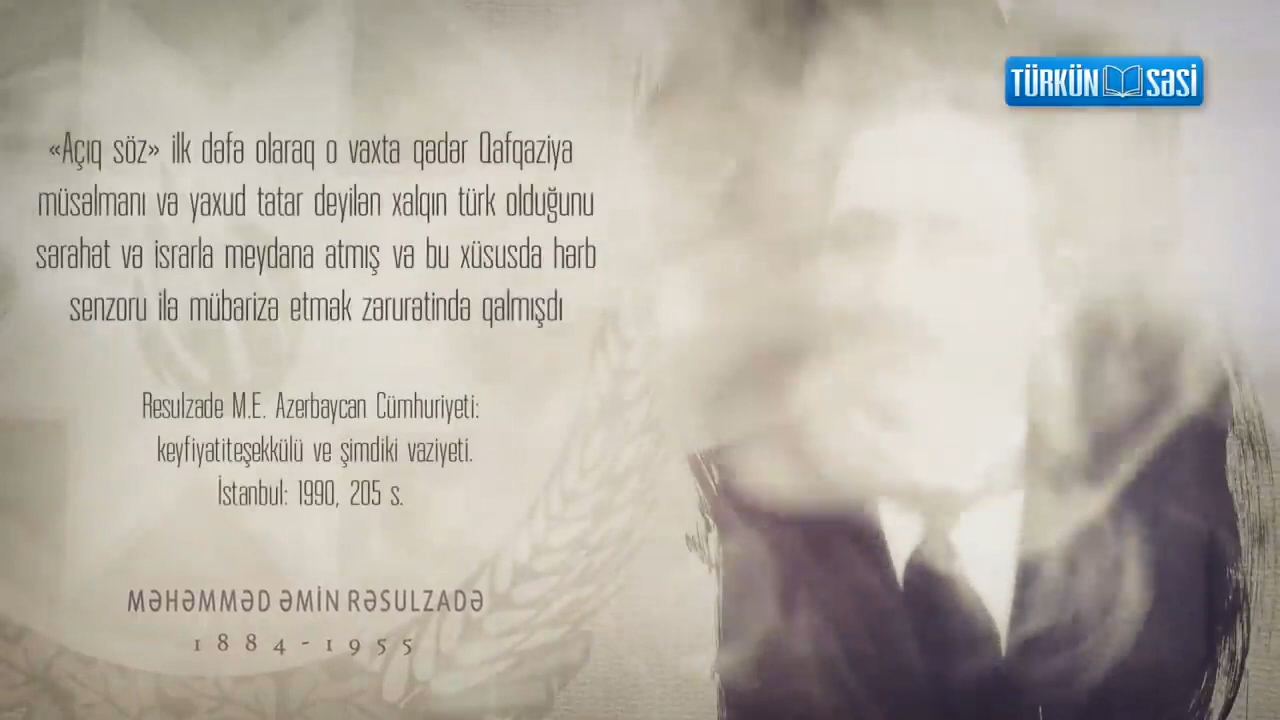 TÜRKÜN SƏSİ
«Açıq söz» ilk dəfə olaraq o vaxta qədər Qafqaziya
müsəlmanı və yaxud tatar deyilən xalqın türk olduğunu
sərahət və israrla meydana atmış və bu xüsusda hərb
senzoru ilə mübarizə etmək zərurətində qalmışdı
Resulzade M.E. Azerbaycan Cümhuriyeti:
keyfiyətiteşekkülü ve şimdiki vaziyeti.
İstanbul: 1990, 205 s.
MƏHƏMMƏD ƏMİN RƏSULZADƏ
1884-1955